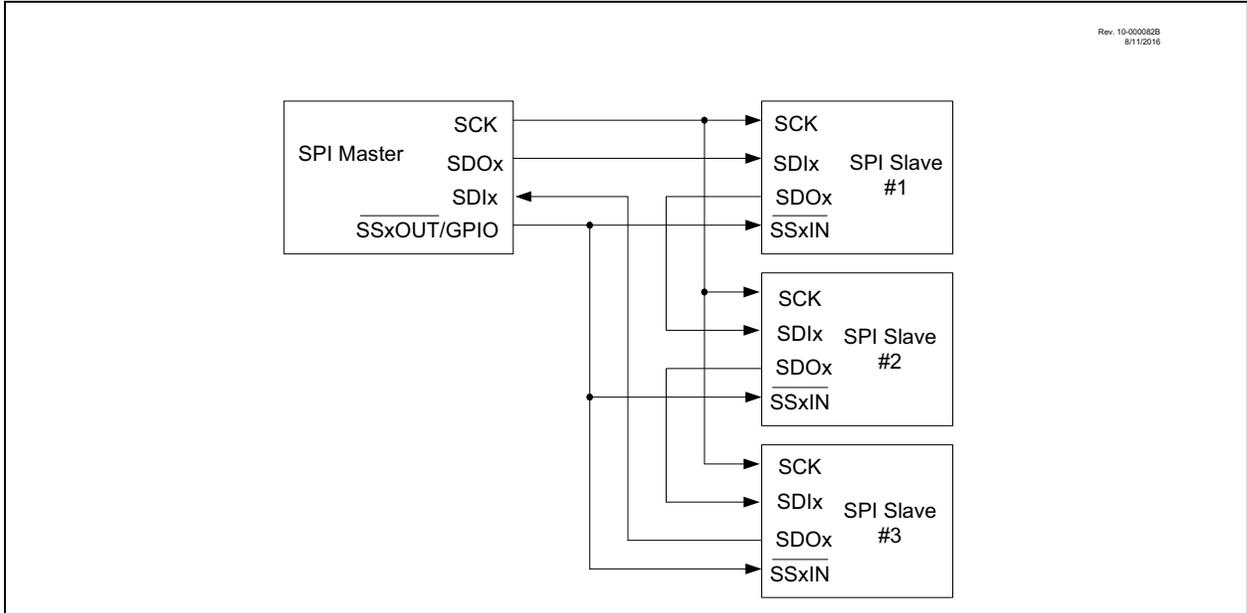 Rev. 10-000082B
8/11/2016
SPI Master
SCK
SDOx
SDIx
SSxOUT/GPIO
SCK
SDIx
SDOx
SSxIN
SPI Slave
#1
SCK
SDIx
SDOx
SSxIN
SPI Slave
#2
SCK
SDIx
SDOx
SSxIN
SPI Slave
#3